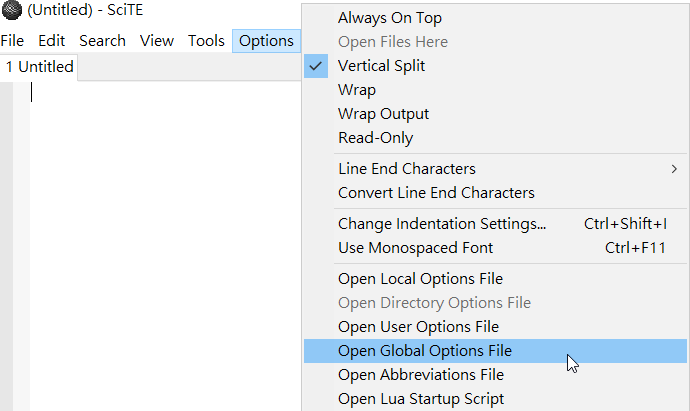 (Untitled) - SciTE
File Edit Search View Tools Options
1 Untitled
Always On Top
Open Files Here
Vertical Split
Wrap
Wrap Output
Read-Only
Line End Characters
Convert Line End Characters
Change Indentation Settings... Ctrl+Shift+I
Use Monospaced Font Ctrl+F11
Open Local Options File
Open Directory Options File
Open User Options File
Open Global Options File
Open Abbreviations File
Open Lua Startup Script